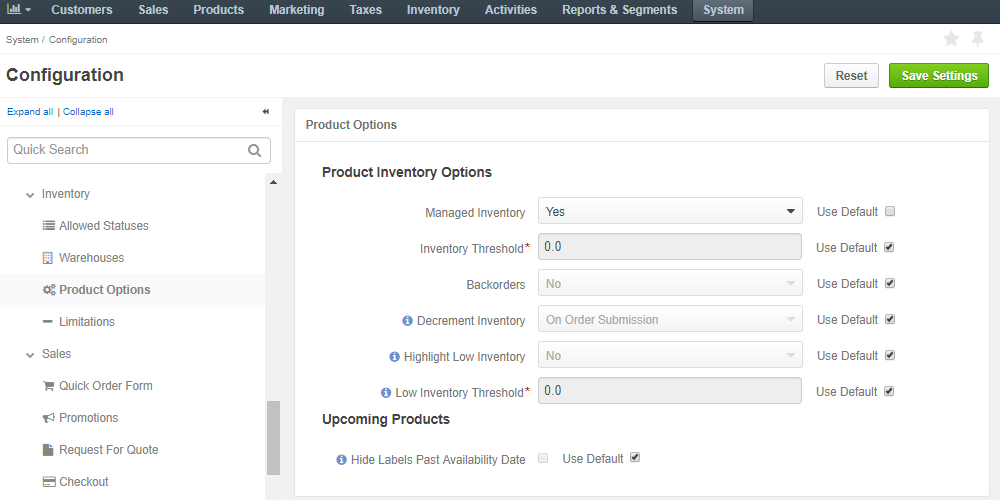 Customers Sales Products Marketing Taxes Inventory Activities Reports & Segments System
System / Configuration
Configuration
Reset Save Settings
Expand all | Collapse all
Quick Search
Inventory
Allowed Statuses
Warehouses
Product Options
Limitations
Sales
Quick Order Form
Promotions
Request For Quote
Checkout
Product Options
Product Inventory Options
Managed Inventory Yes Use Default
Inventory Threshold* 0.0 Use Default
Backorders No Use Default
Decrement Inventory On Order Submission Use Default
Highlight Low Inventory No Use Default
Low Inventory Threshold* 0.0 Use Default
Upcoming Products
Hide Labels Past Availability Date Use Default